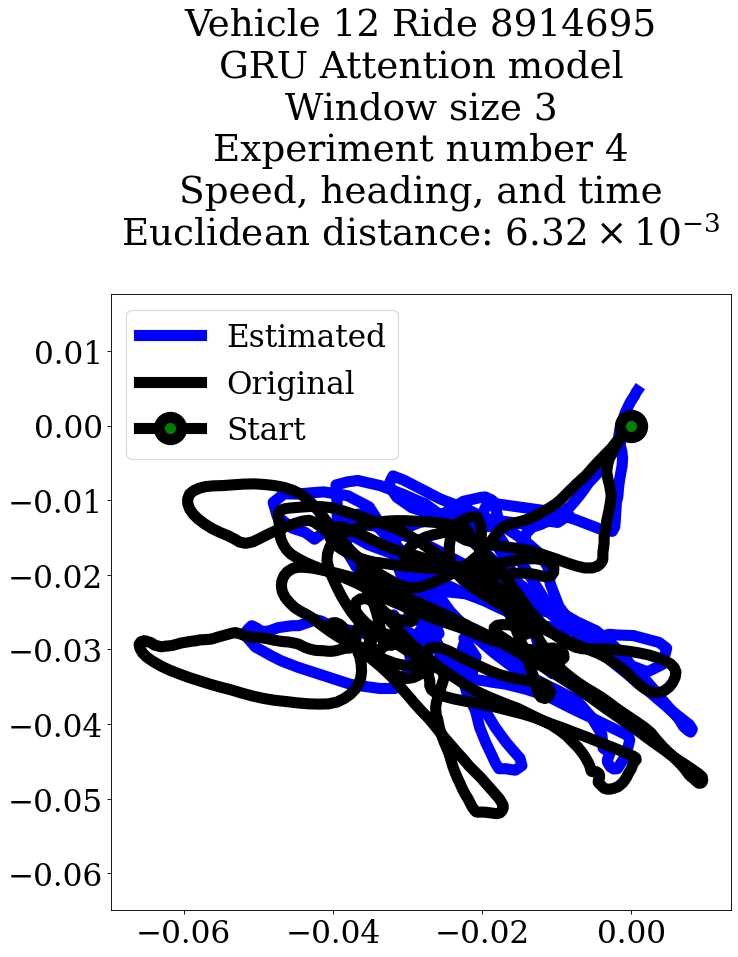 Vehicle 12 Ride 8914695
GRU Attention model
Window size 3
Experiment number 4
Speed, heading, and time
Euclidean distance: 6.32 × 10⁻³
Estimated
Original
Start
0.01
0.00
−0.01
−0.02
−0.03
−0.04
−0.05
−0.06
−0.06 −0.04 −0.02 0.00